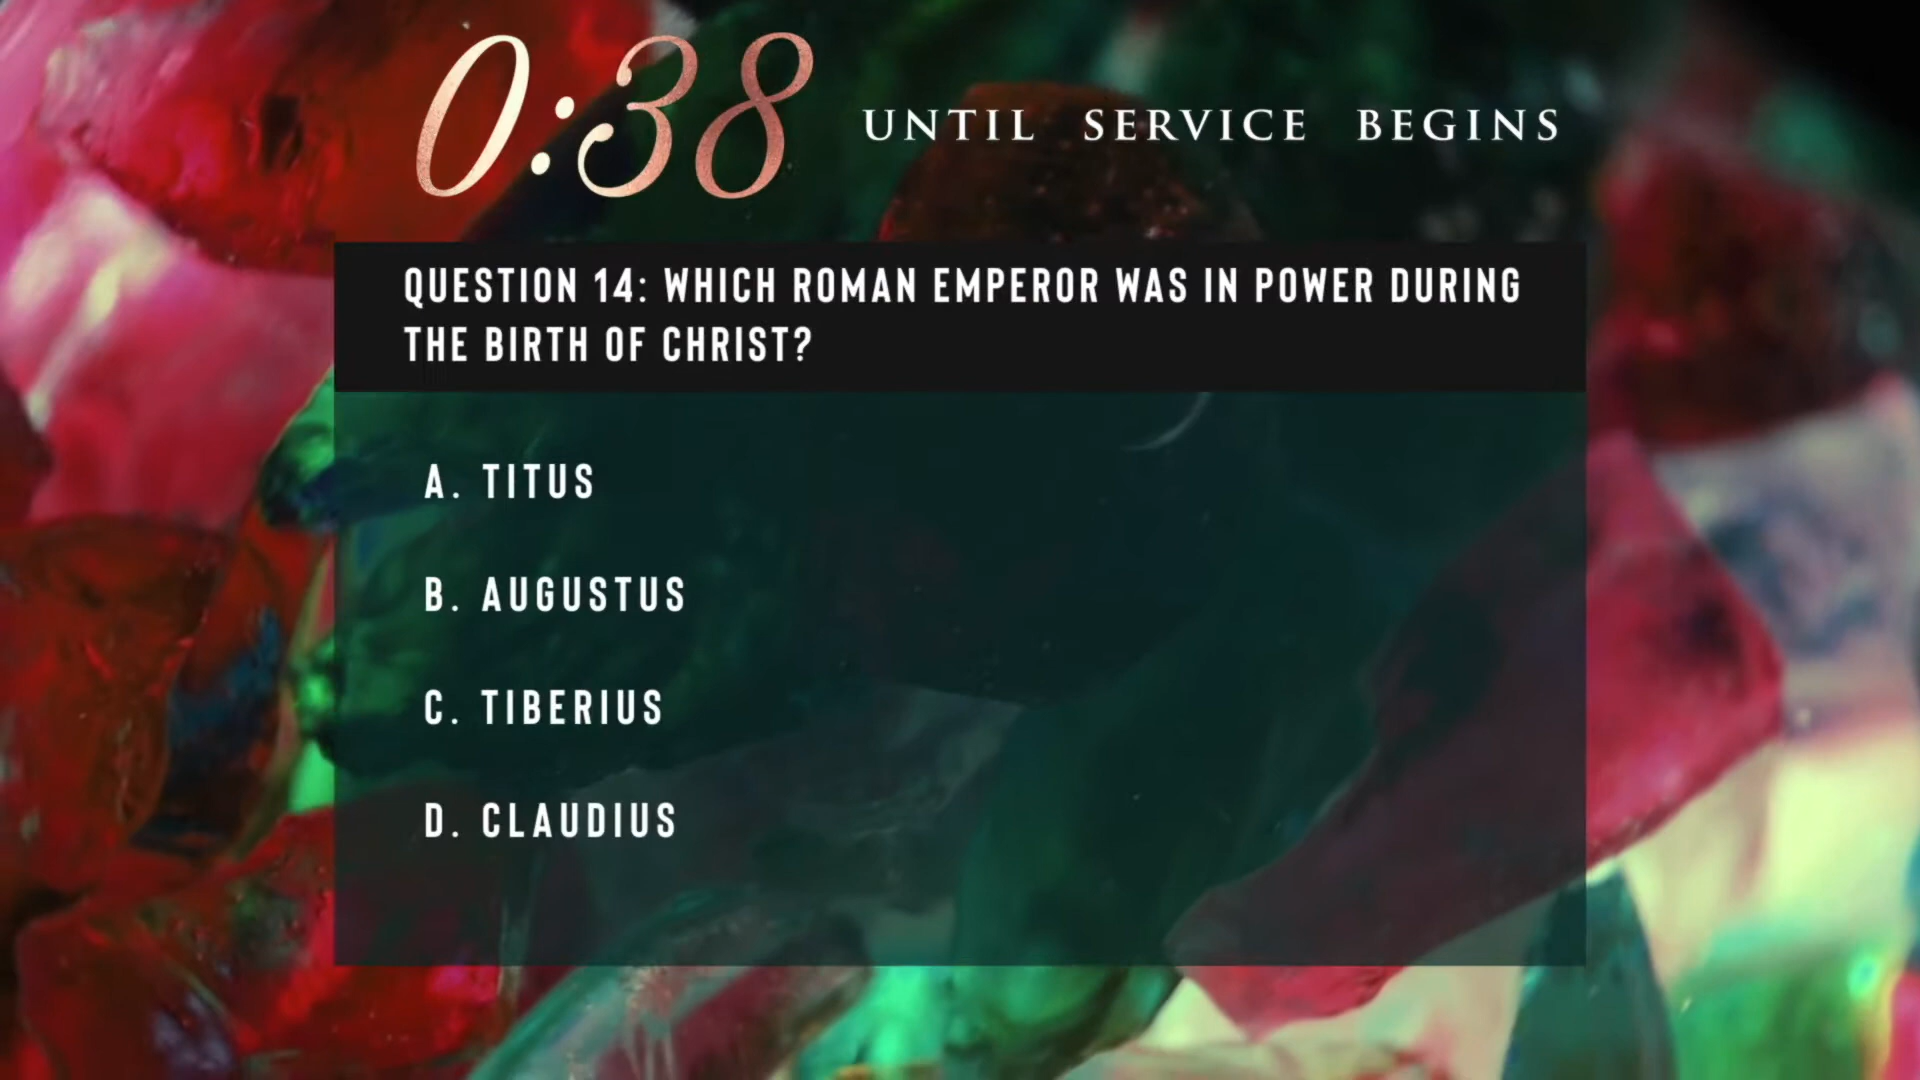 0:38 UNTIL SERVICE BEGINS
QUESTION 14: WHICH ROMAN EMPEROR WAS IN POWER DURING
THE BIRTH OF CHRIST?
A. TITUS
B. AUGUSTUS
C. TIBERIUS
D. CLAUDIUS